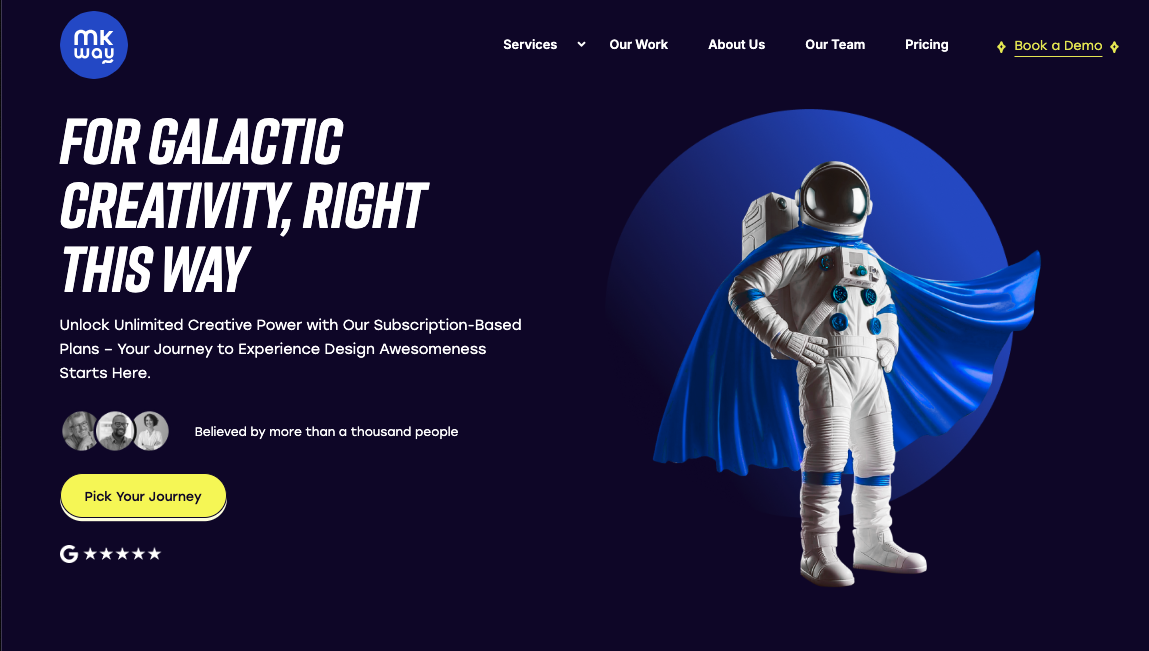 mk
way
Services
Our Work
About Us
Our Team
Pricing
Book a Demo
FOR GALACTIC
CREATIVITY, RIGHT
THIS WAY
Unlock Unlimited Creative Power with Our Subscription-Based
Plans – Your Journey to Experience Design Awesomeness
Starts Here.
Believed by more than a thousand people
Pick Your Journey
G